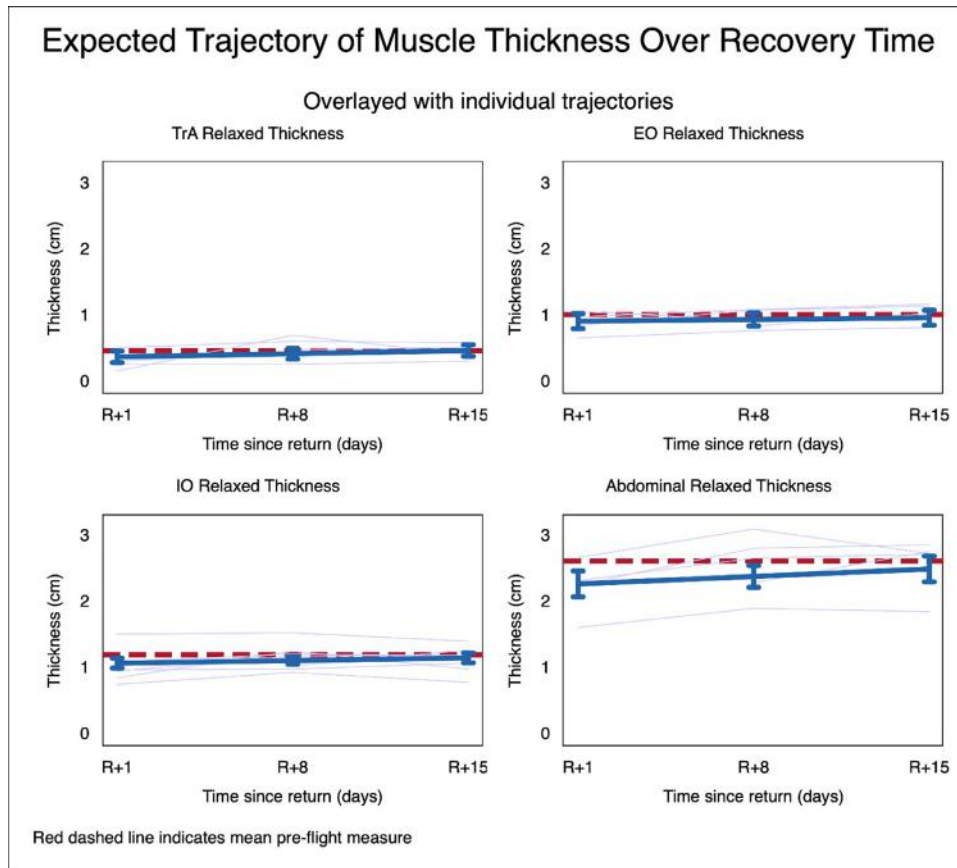 Expected Trajectory of Muscle Thickness Over Recovery Time
Overlayed with individual trajectories
TrA Relaxed Thickness
3
2
1
0
Thickness (cm)
R+1 R+8 R+15
Time since return (days)
EO Relaxed Thickness
3
2
1
0
Thickness (cm)
R+1 R+8 R+15
Time since return (days)
IO Relaxed Thickness
3
2
1
0
Thickness (cm)
R+1 R+8 R+15
Time since return (days)
Abdominal Relaxed Thickness
3
2
1
0
Thickness (cm)
R+1 R+8 R+15
Time since return (days)
Red dashed line indicates mean pre-flight measure